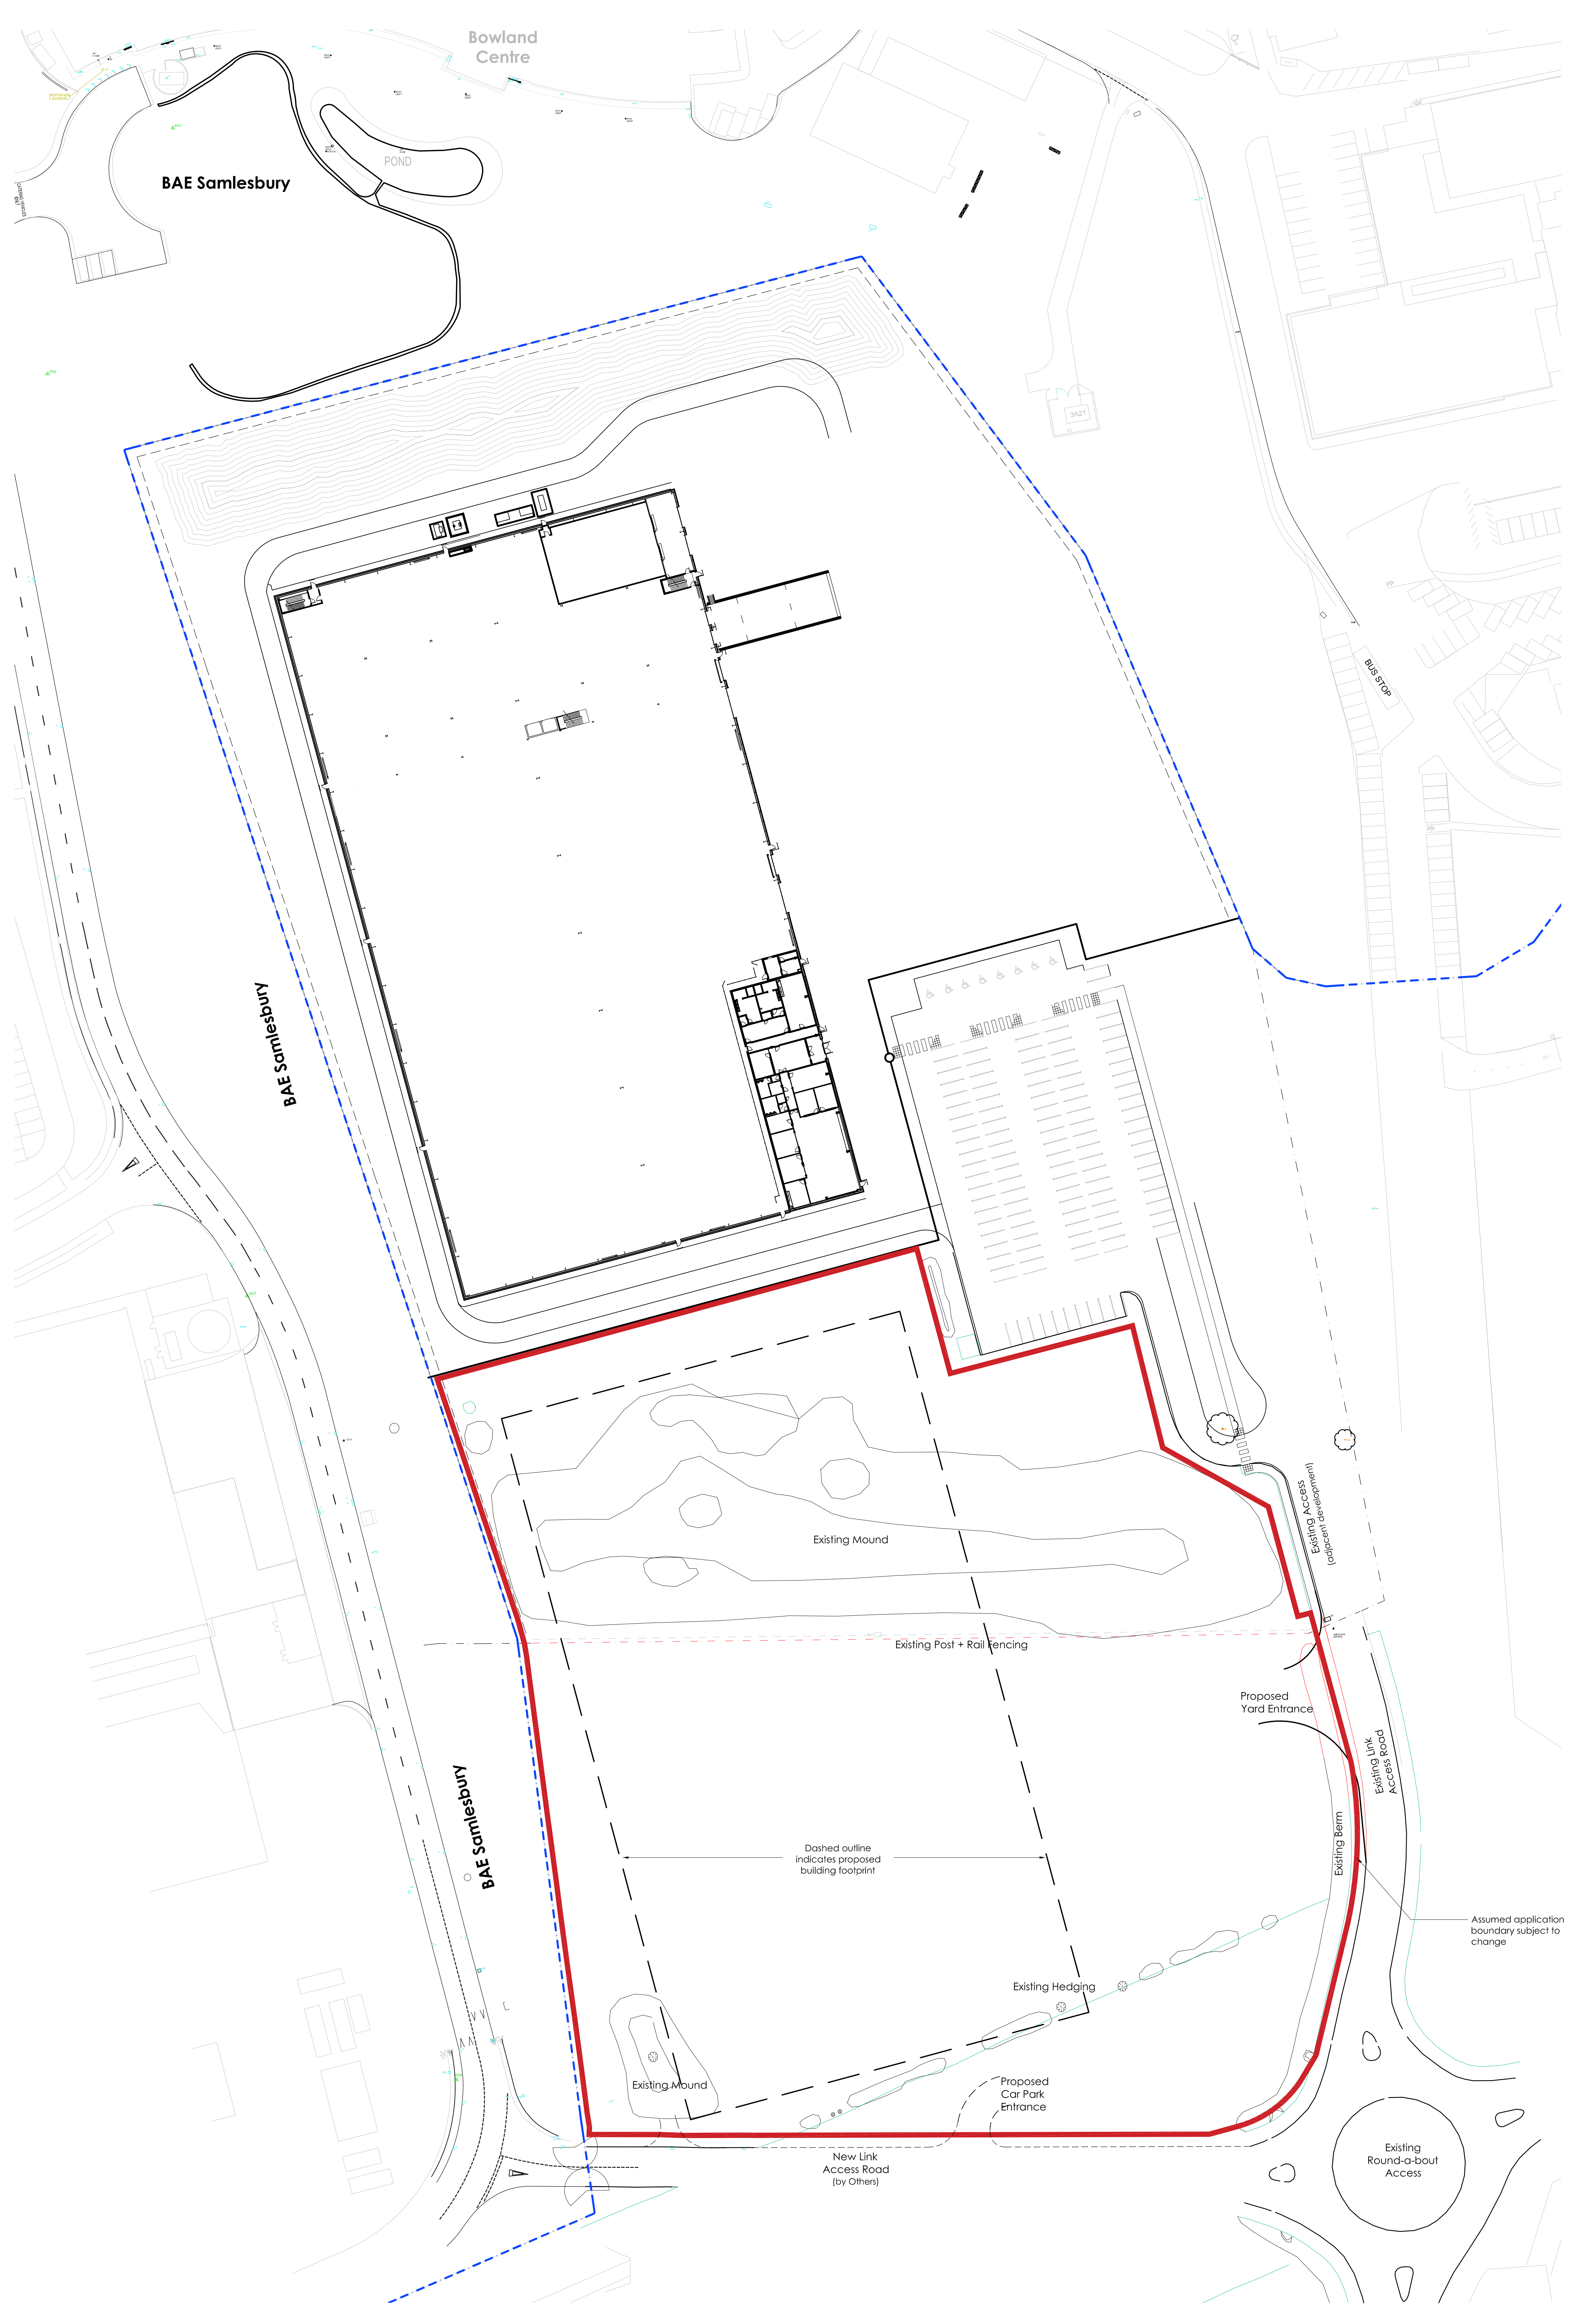 Bowland
Centre
BAE Samlesbury
POND
3A21
BUS STOP
BAE Samlesbury
Existing Access
(adjacent development)
Existing Mound
Existing Post + Rail Fencing
Proposed
Yard Entrance
Existing Link
Access Road
BAE Samlesbury
Existing Berm
Dashed outline
indicates proposed
building footprint
Assumed application
boundary subject to
change
Existing Hedging
Existing Mound
Proposed
Car Park
Entrance
New Link
Access Road
(by Others)
Existing
Round-a-bout
Access